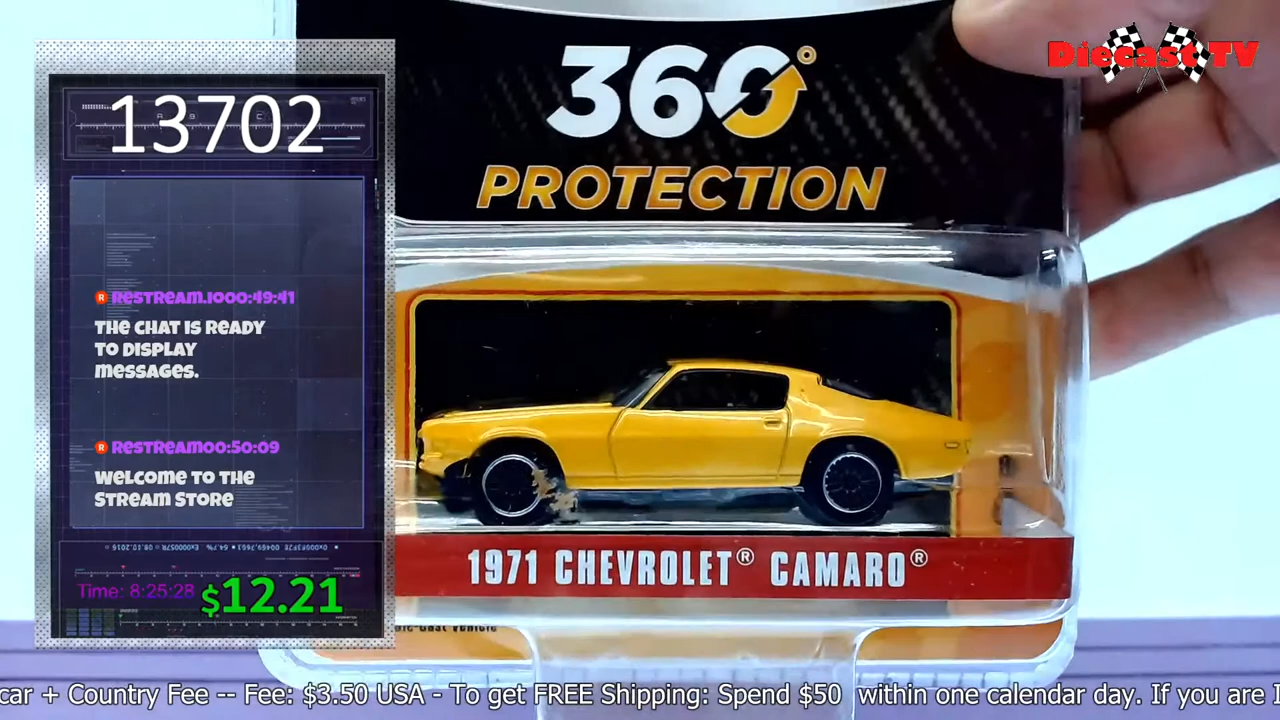 Diecast TV
360°
PROTECTION
13702
Restream.io00:49:41
THE CHAT IS READY
TO DISPLAY
MESSAGES.
Restream00:50:09
WELCOME TO THE
STREAM STORE
Time: 8:25:28
$12.21
1971 CHEVROLET® CAMARO®
car + Country Fee -- Fee: $3.50 USA - To get FREE Shipping: Spend $50 within one calendar day. If you are